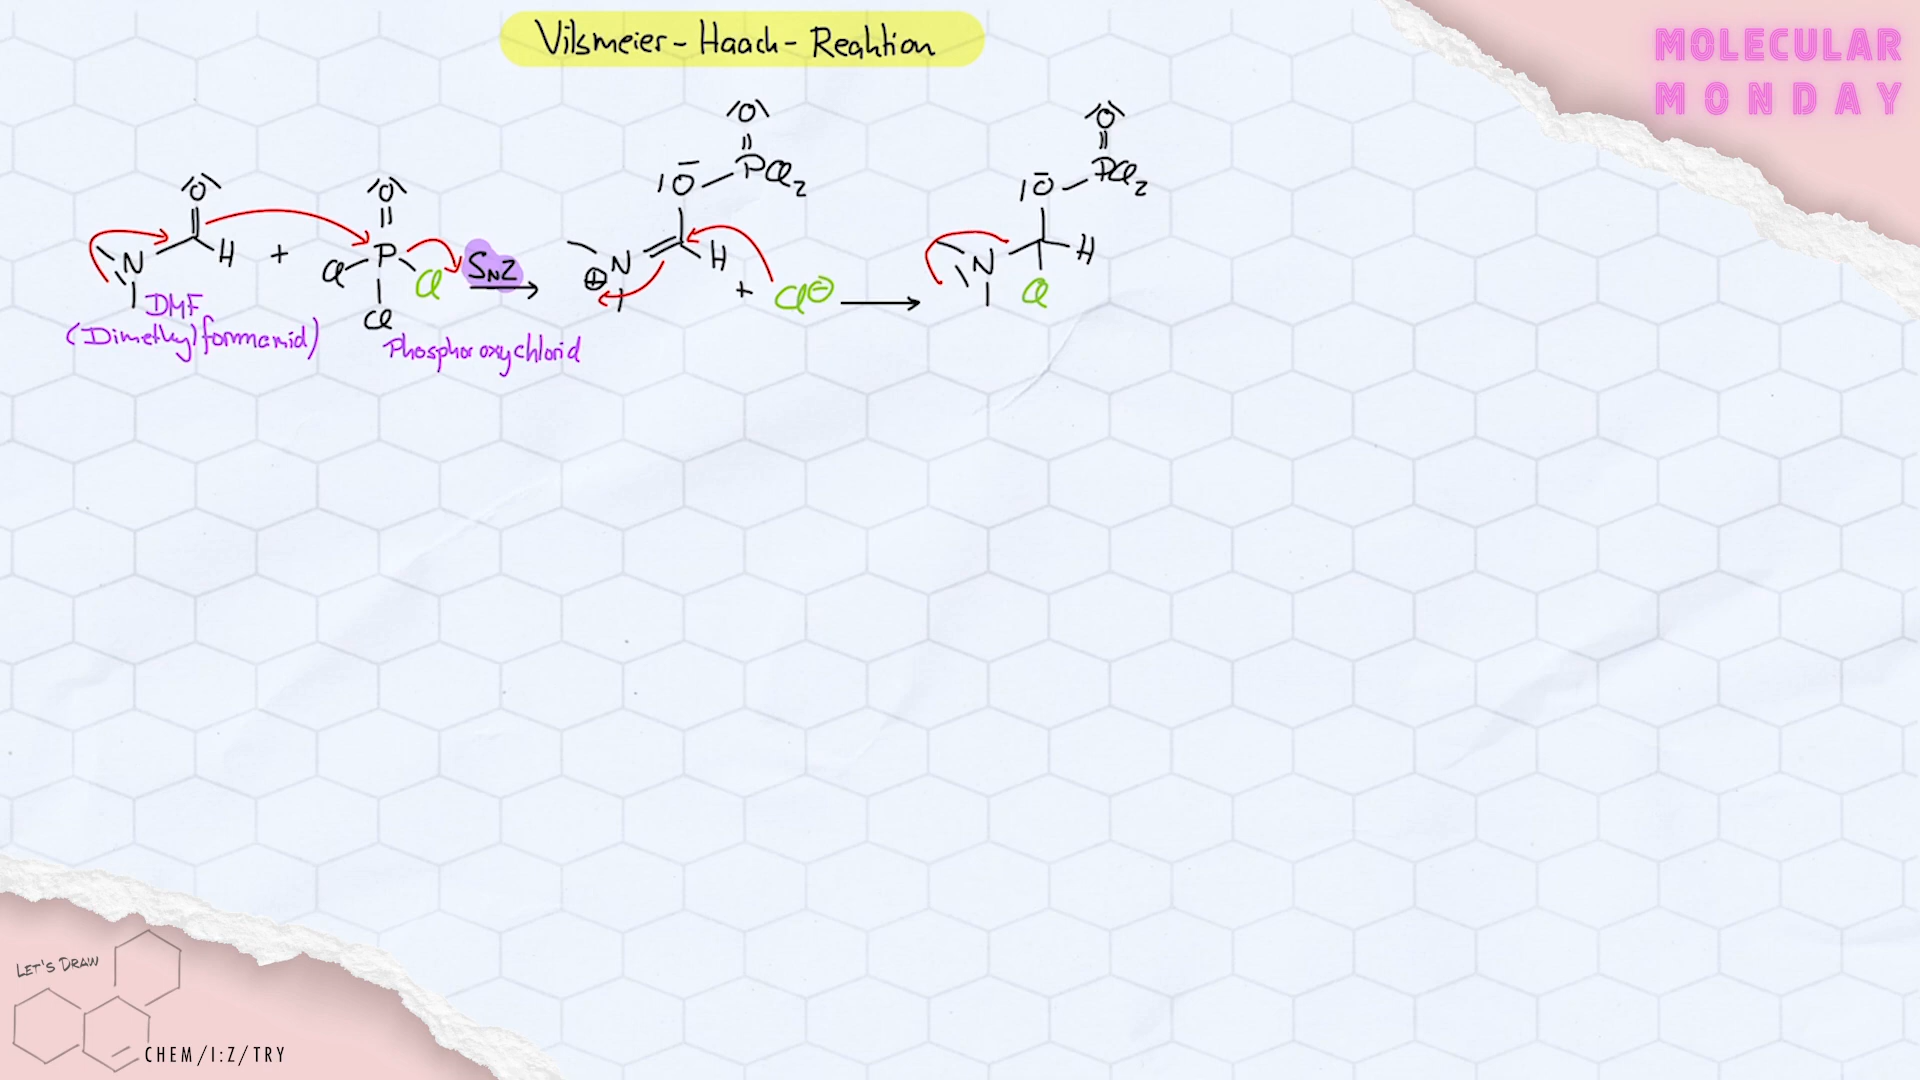 Vilsmeier-Haack-Reaktion
MOLECULAR
MONDAY
O O PCl2 N H Cl
O O PCl2 N H Cl
O N H + O P Cl Cl Cl
⊕ + Cl⊖
SN2
DMF
(Dimethylformamid)
Phosphoroxychlorid
LET'S DRAW
CHEM/I:Z/TRY